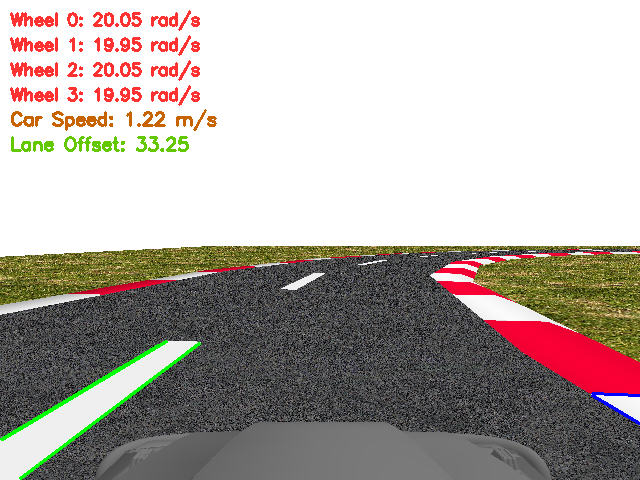 Wheel 0: 20.05 rad/s
Wheel 1: 19.95 rad/s
Wheel 2: 20.05 rad/s
Wheel 3: 19.95 rad/s
Car Speed: 1.22 m/s
Lane Offset: 33.25